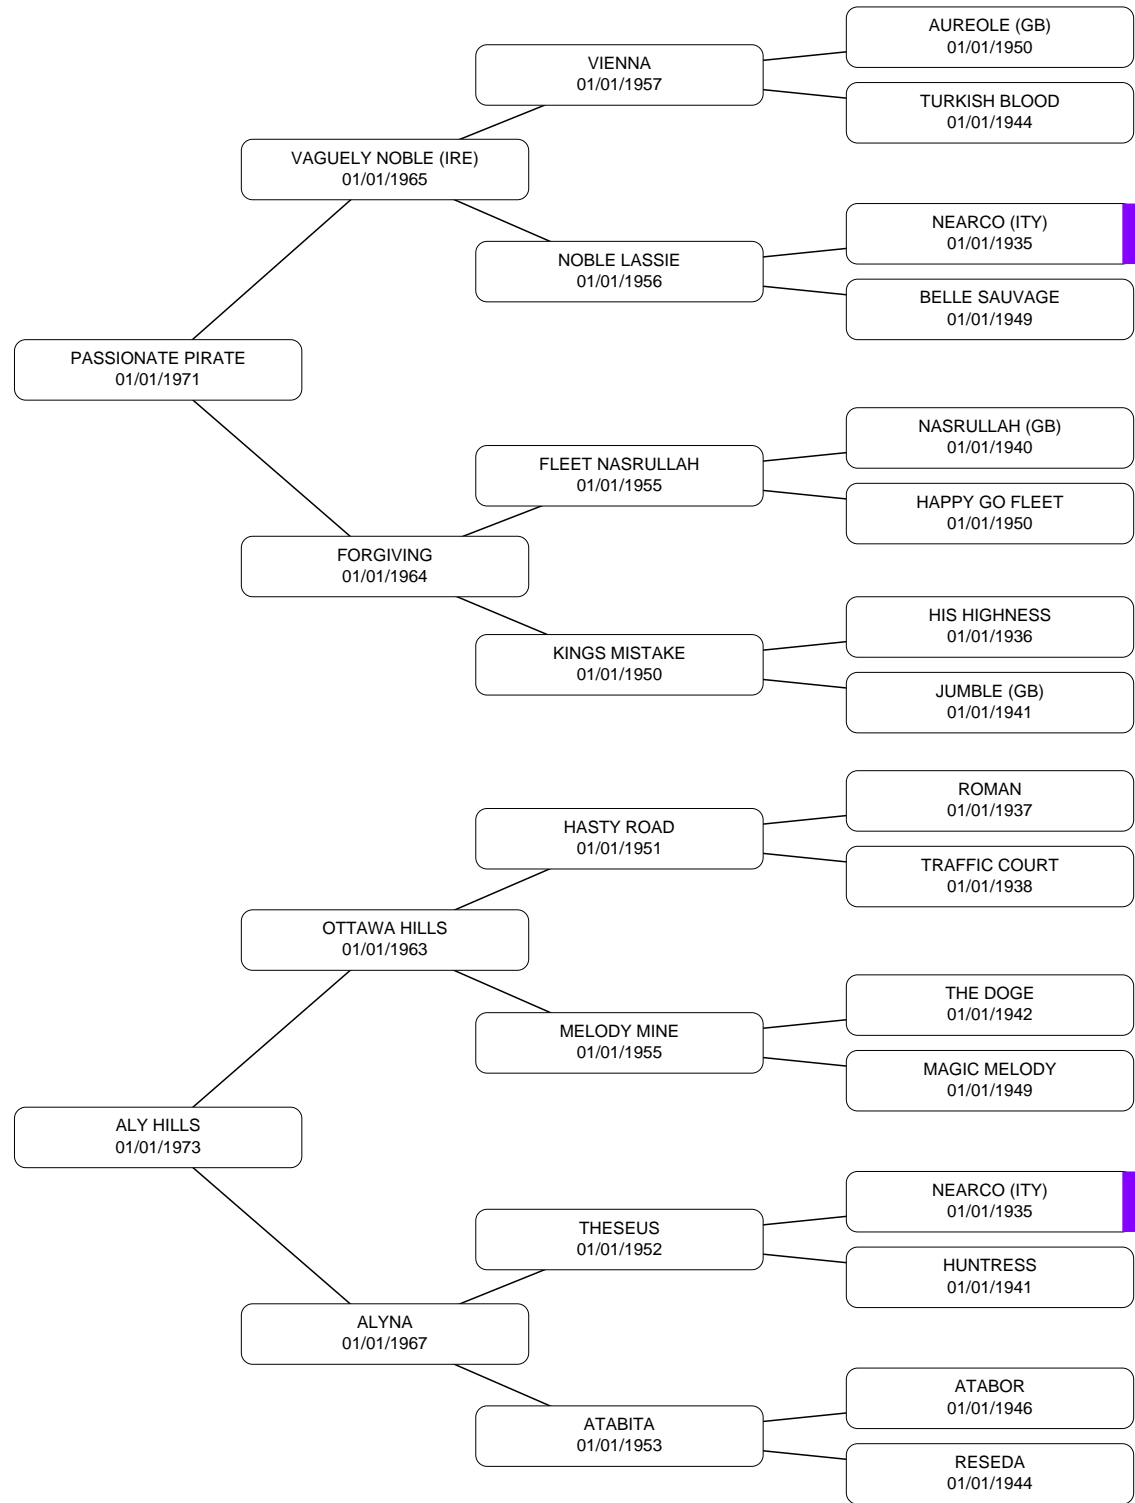 AUREOLE (GB)
01/01/1950
VIENNA
01/01/1957
TURKISH BLOOD
01/01/1944
VAGUELY NOBLE (IRE)
01/01/1965
NEARCO (ITY)
01/01/1935
NOBLE LASSIE
01/01/1956
BELLE SAUVAGE
01/01/1949
PASSIONATE PIRATE
01/01/1971
NASRULLAH (GB)
01/01/1940
FLEET NASRULLAH
01/01/1955
HAPPY GO FLEET
01/01/1950
FORGIVING
01/01/1964
HIS HIGHNESS
01/01/1936
KINGS MISTAKE
01/01/1950
JUMBLE (GB)
01/01/1941
ROMAN
01/01/1937
HASTY ROAD
01/01/1951
TRAFFIC COURT
01/01/1938
OTTAWA HILLS
01/01/1963
THE DOGE
01/01/1942
MELODY MINE
01/01/1955
MAGIC MELODY
01/01/1949
ALY HILLS
01/01/1973
NEARCO (ITY)
01/01/1935
THESEUS
01/01/1952
HUNTRESS
01/01/1941
ALYNA
01/01/1967
ATABOR
01/01/1946
ATABITA
01/01/1953
RESEDA
01/01/1944